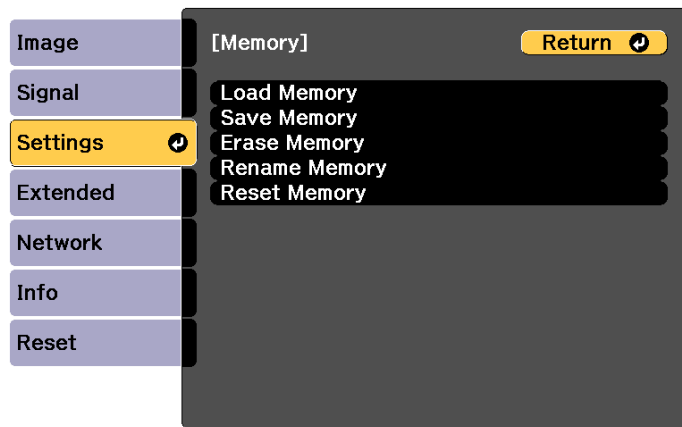 Image
Signal
Settings
Extended
Network
Info
Reset
[Memory]
Return
Load Memory
Save Memory
Erase Memory
Rename Memory
Reset Memory